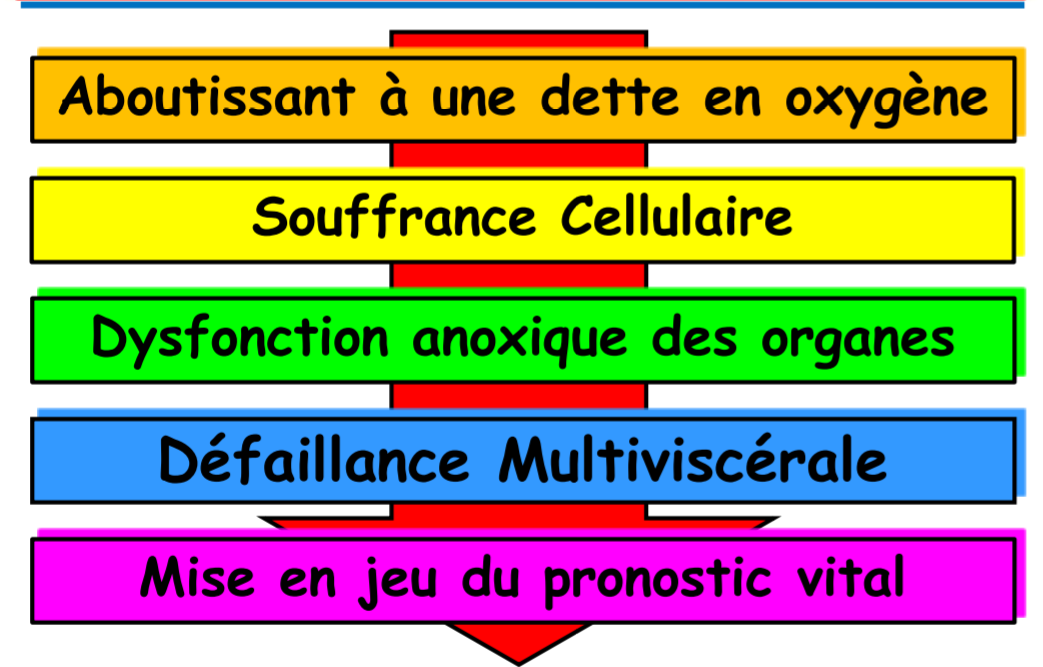 Aboutissant à une dette en oxygène
Souffrance Cellulaire
Dysfonction anoxique des organes
Défaillance Multiviscérale
Mise en jeu du pronostic vital